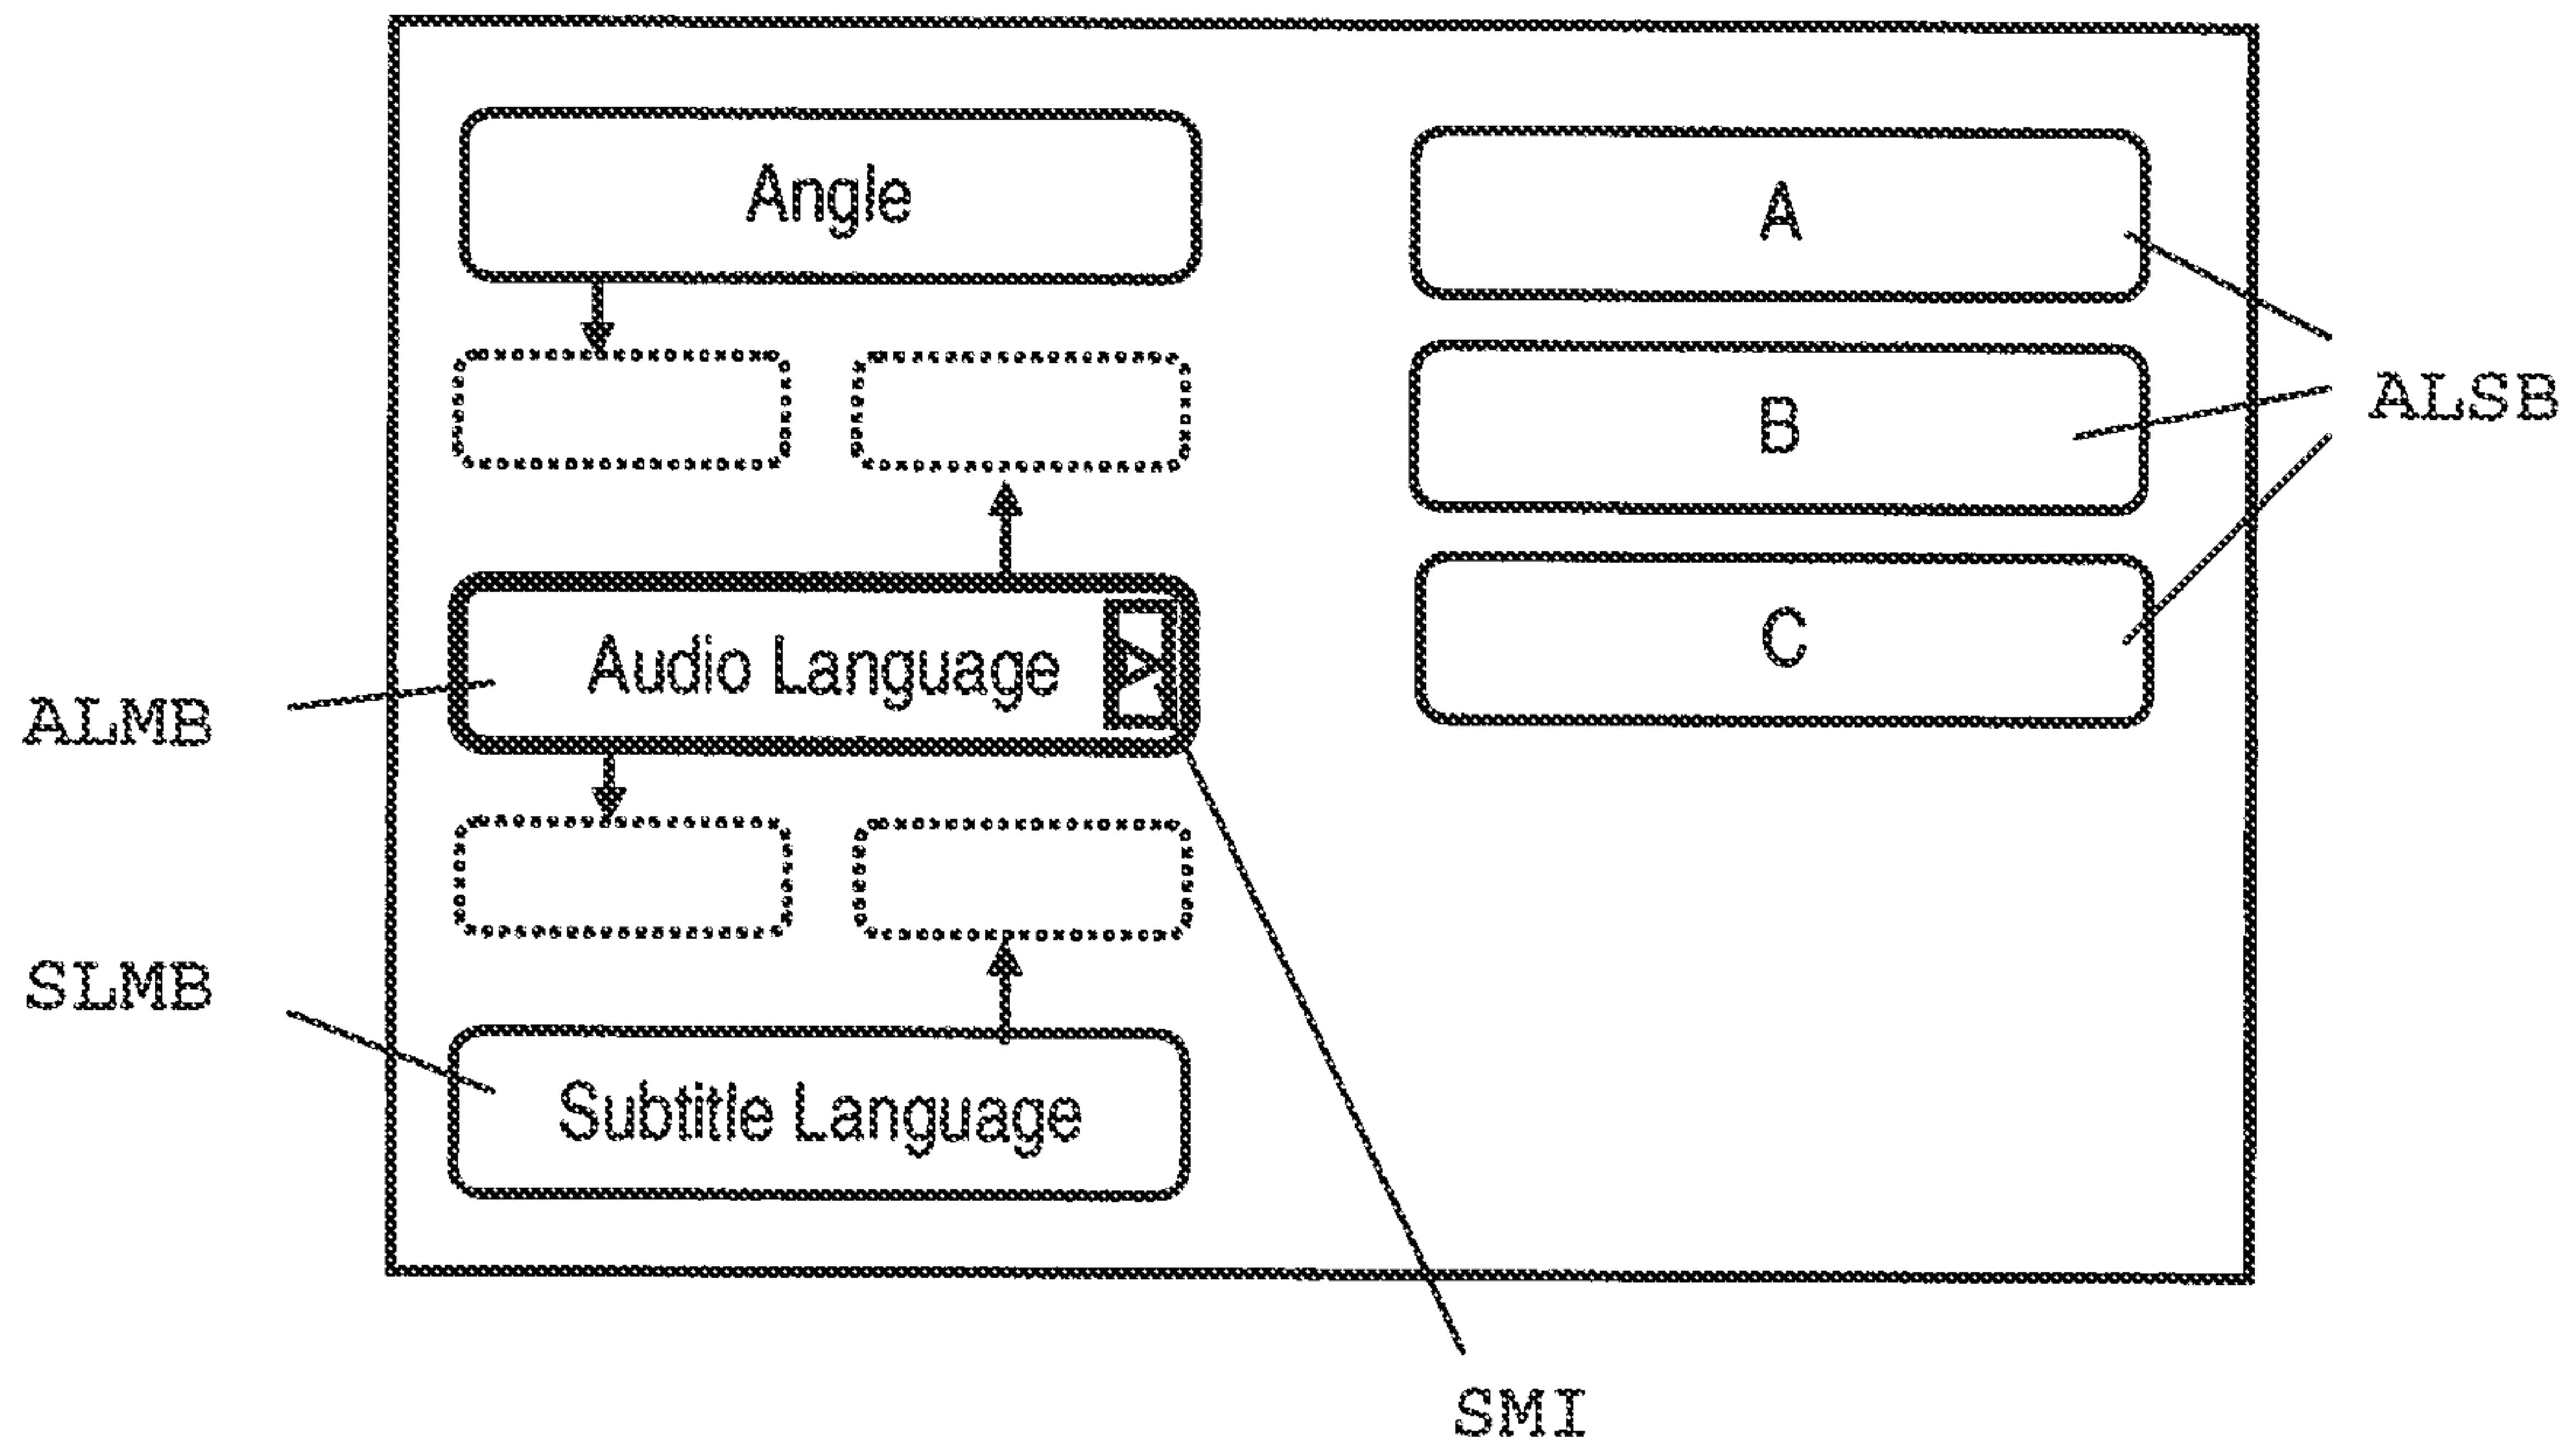 Angle
A
B
ALSB
Audio Language
C
ALMB
SLMB
Subtitle Language
SMI